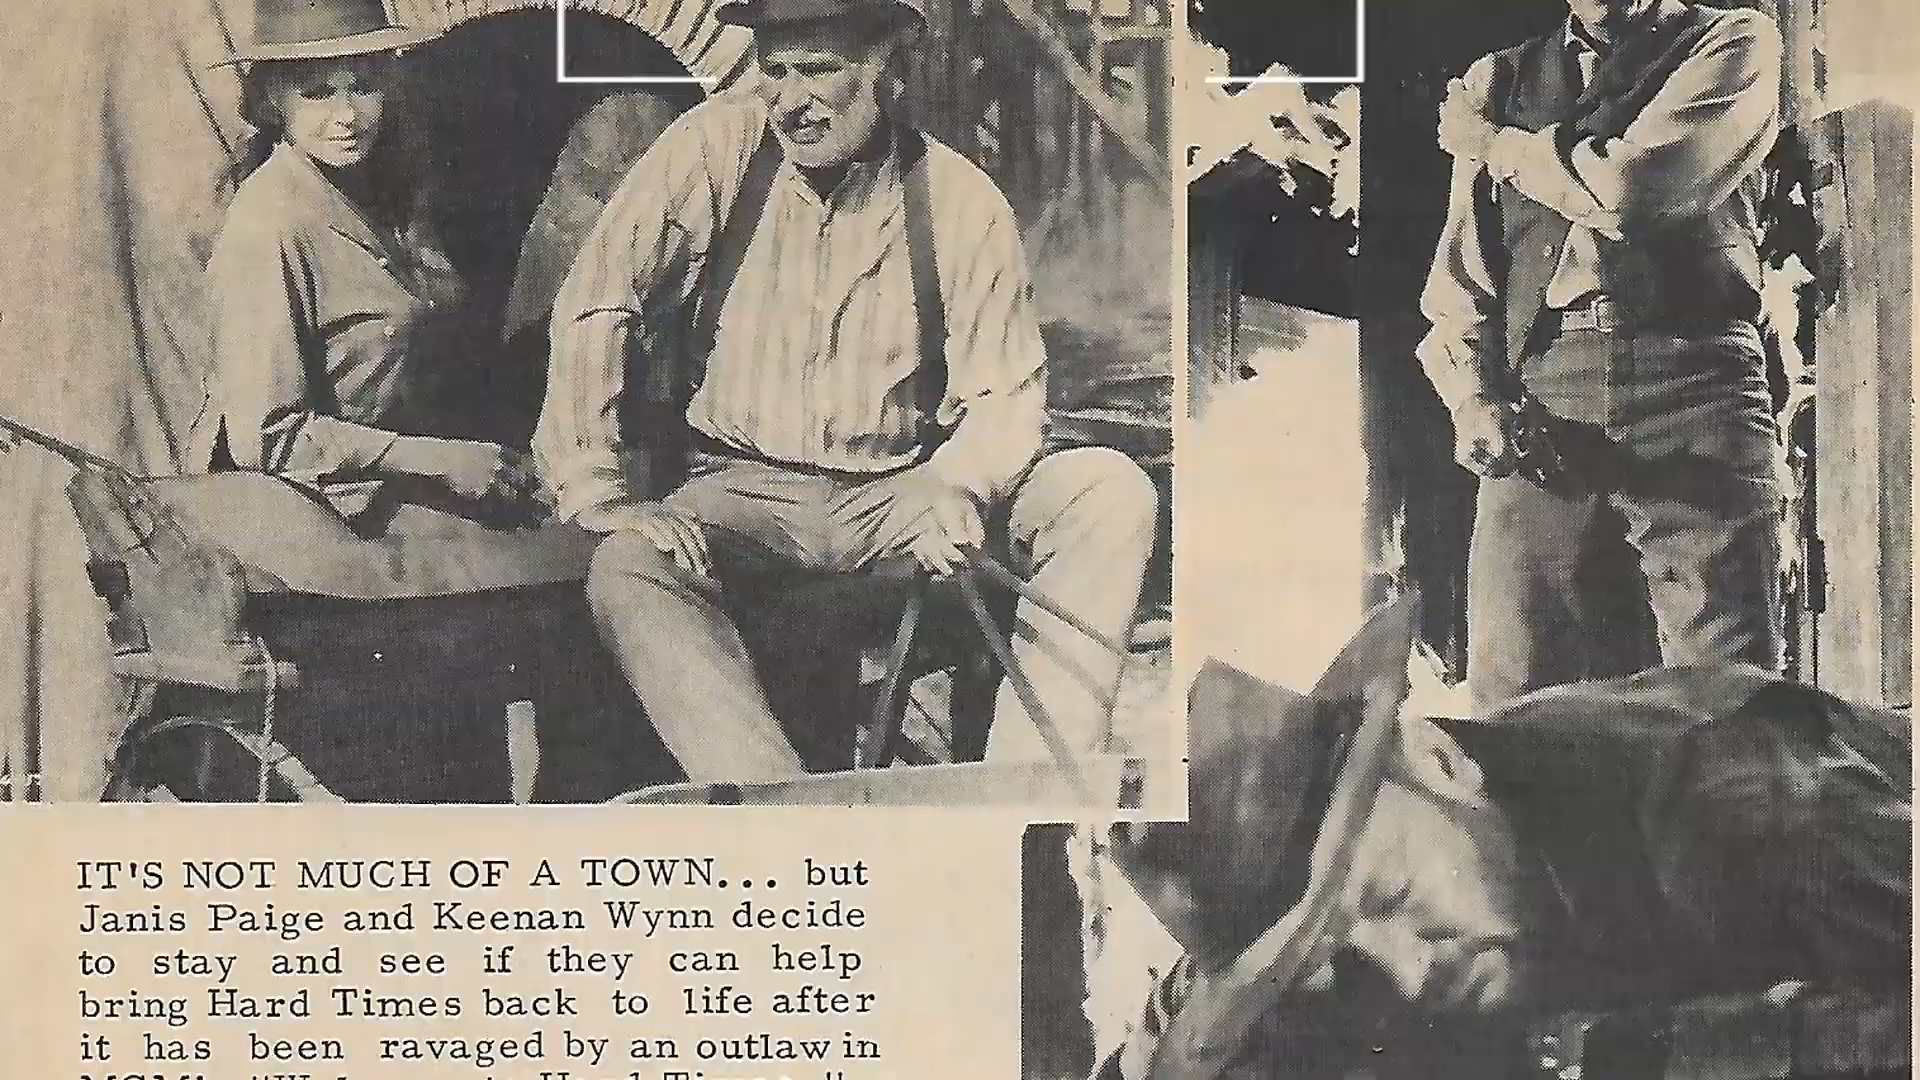 IT'S NOT MUCH OF A TOWN... but
Janis Paige and Keenan Wynn decide
to stay and see if they can help
bring Hard Times back to life after
it has been ravaged by an outlaw in